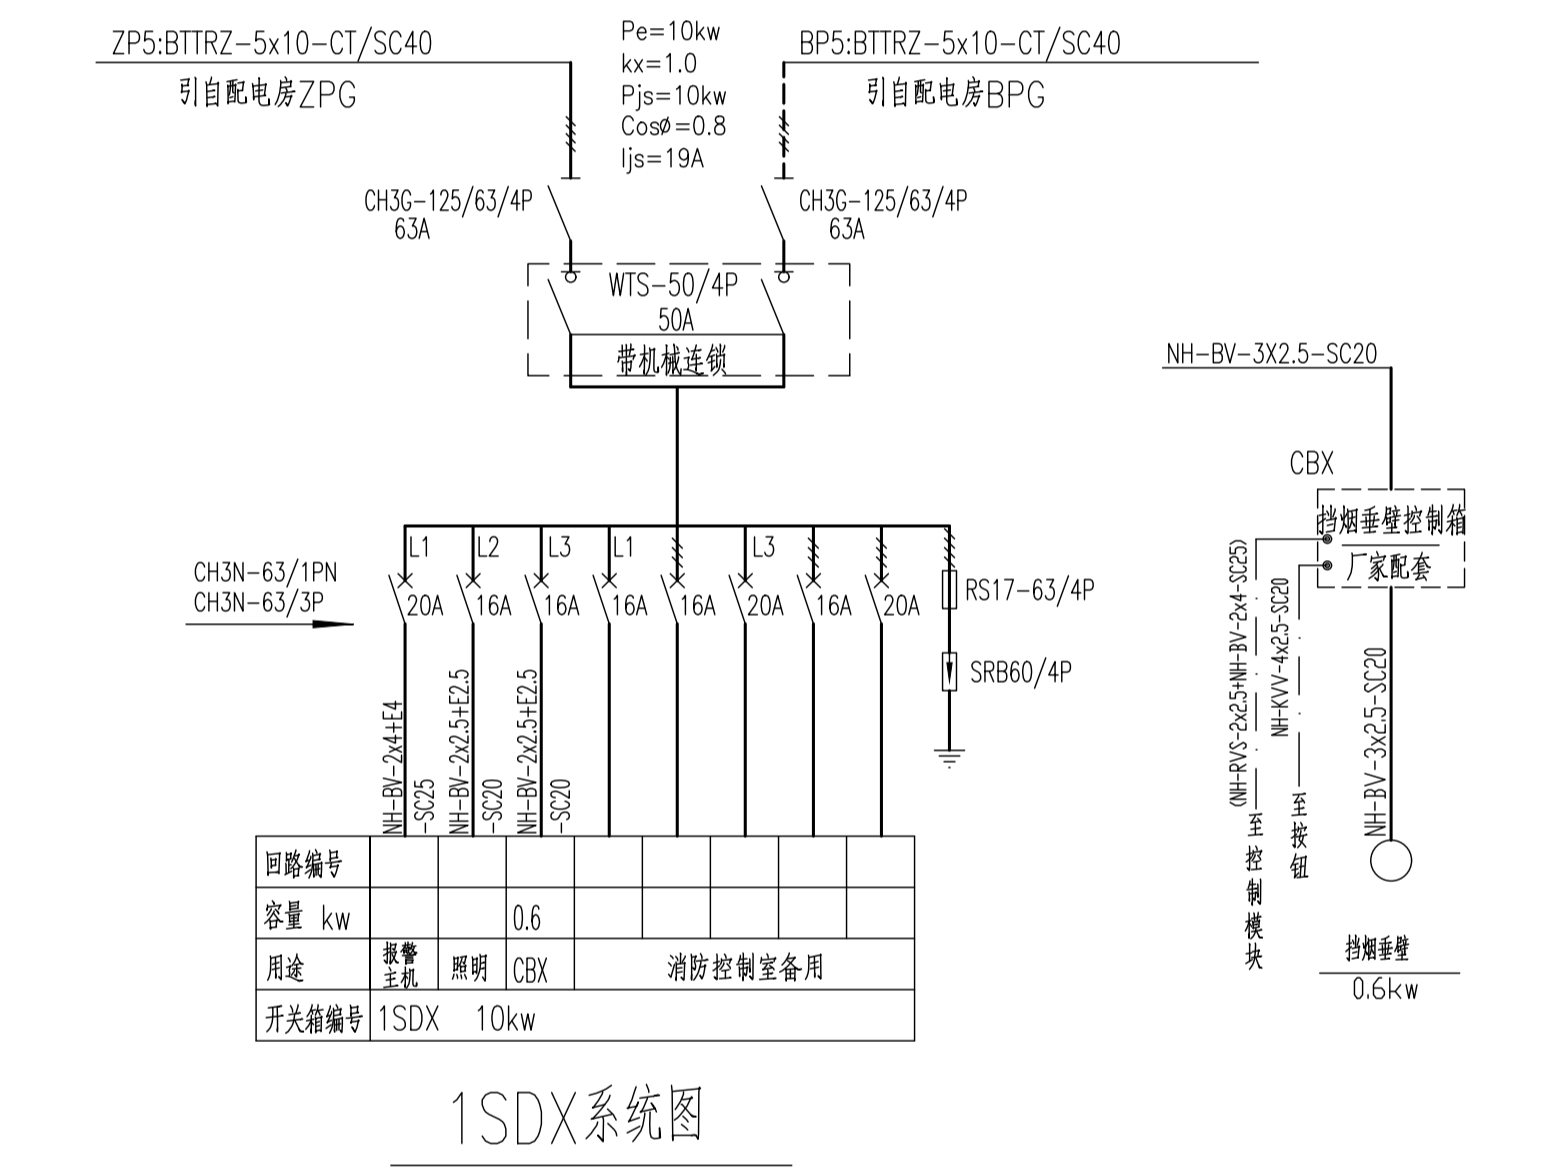 ZP5:BTTRZ-5x10-CT/SC40
引自配电房ZPG
Pe=10kw
kx=1.0
Pjs=10kw
Cosø=0.8
Ijs=19A
BP5:BTTRZ-5x10-CT/SC40
引自配电房BPG
CH3G-125/63/4P
63A
CH3G-125/63/4P
63A
WTS-50/4P
50A
带机械连锁
CH3N-63/1PN
CH3N-63/3P
L1
L2
L3
L1
L3
20A
16A
16A
16A
16A
20A
16A
20A
RS17-63/4P
SRB60/4P
NH-BV-2x4+E4
-SC25
NH-BV-2x2.5+E2.5
-SC20
NH-BV-2x2.5+E2.5
-SC20
回路编号
容量 kw
0.6
用途
报警
主机
照明
CBX
消防控制室备用
开关箱编号
1SDX 10kw
1SDX系统图
NH-BV-3X2.5-SC20
CBX
挡烟垂壁控制箱
厂家配套
(NH-RVS-2x2.5+NH-BV-2x4-SC25)
至控制模块
NH-KVV-4x2.5-SC20
至按钮
NH-BV-3x2.5-SC20
挡烟垂壁
0.6kw